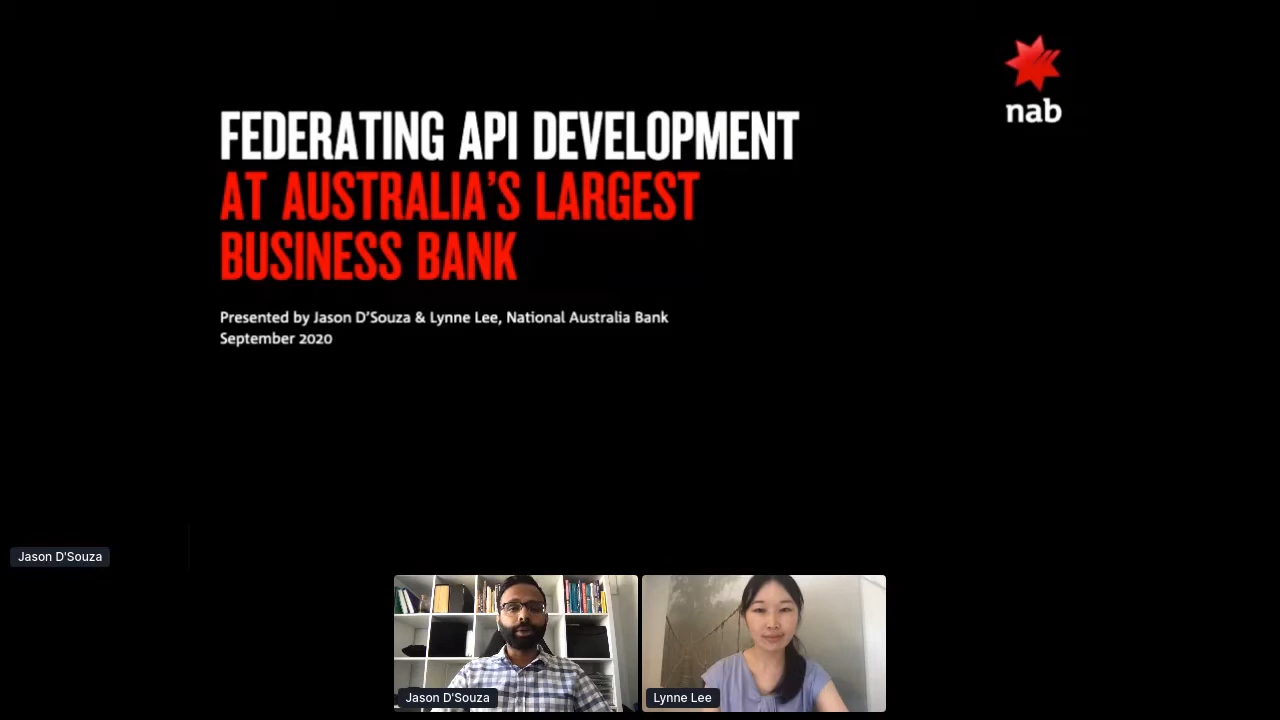 nab
FEDERATING API DEVELOPMENT
AT AUSTRALIA’S LARGEST
BUSINESS BANK
Presented by Jason D’Souza & Lynne Lee, National Australia Bank
September 2020
Jason D'Souza
Jason D'Souza
Lynne Lee